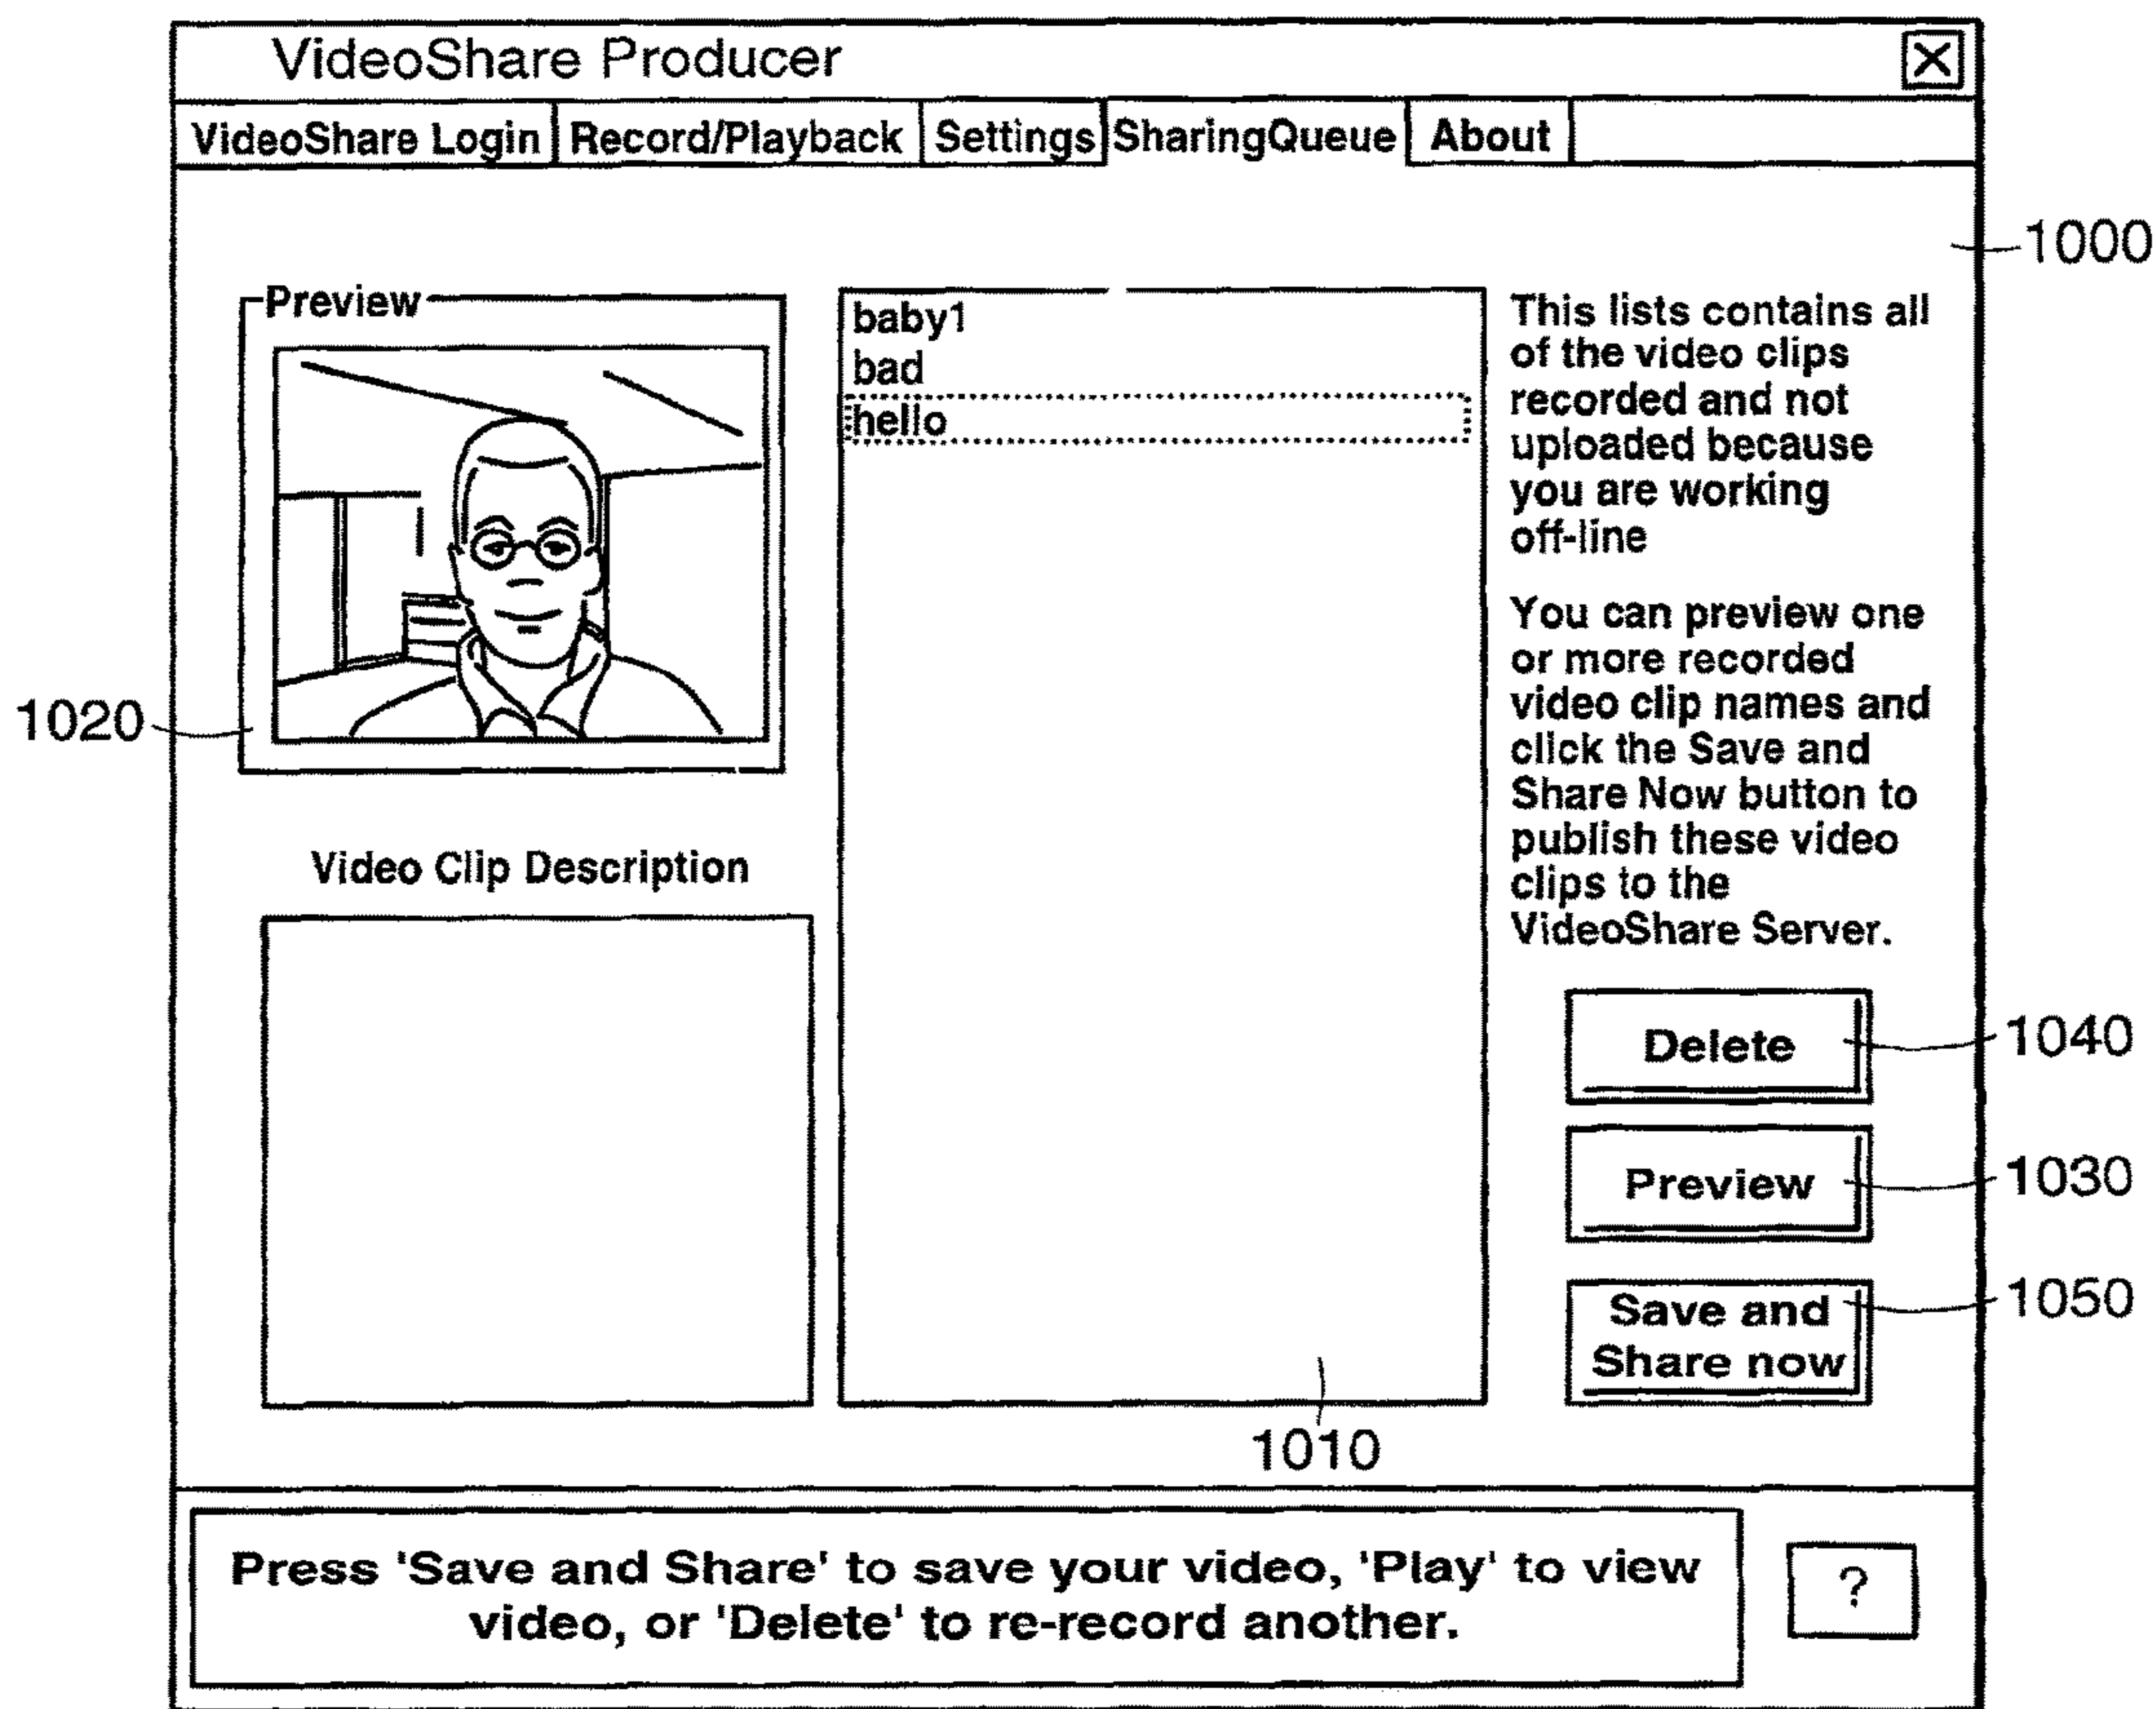 VideoShare Producer
VideoShare Login Record/Playback Settings SharingQueue About
1000
Preview
1020
Video Clip Description
baby1
bad
hello
1010
This lists contains all
of the video clips
recorded and not
uploaded because
you are working
off-line
You can preview one
or more recorded
video clip names and
click the Save and
Share Now button to
publish these video
clips to the
VideoShare Server.
Delete
1040
Preview
1030
Save and
Share now
1050
Press 'Save and Share' to save your video, 'Play' to view
video, or 'Delete' to re-record another.
?